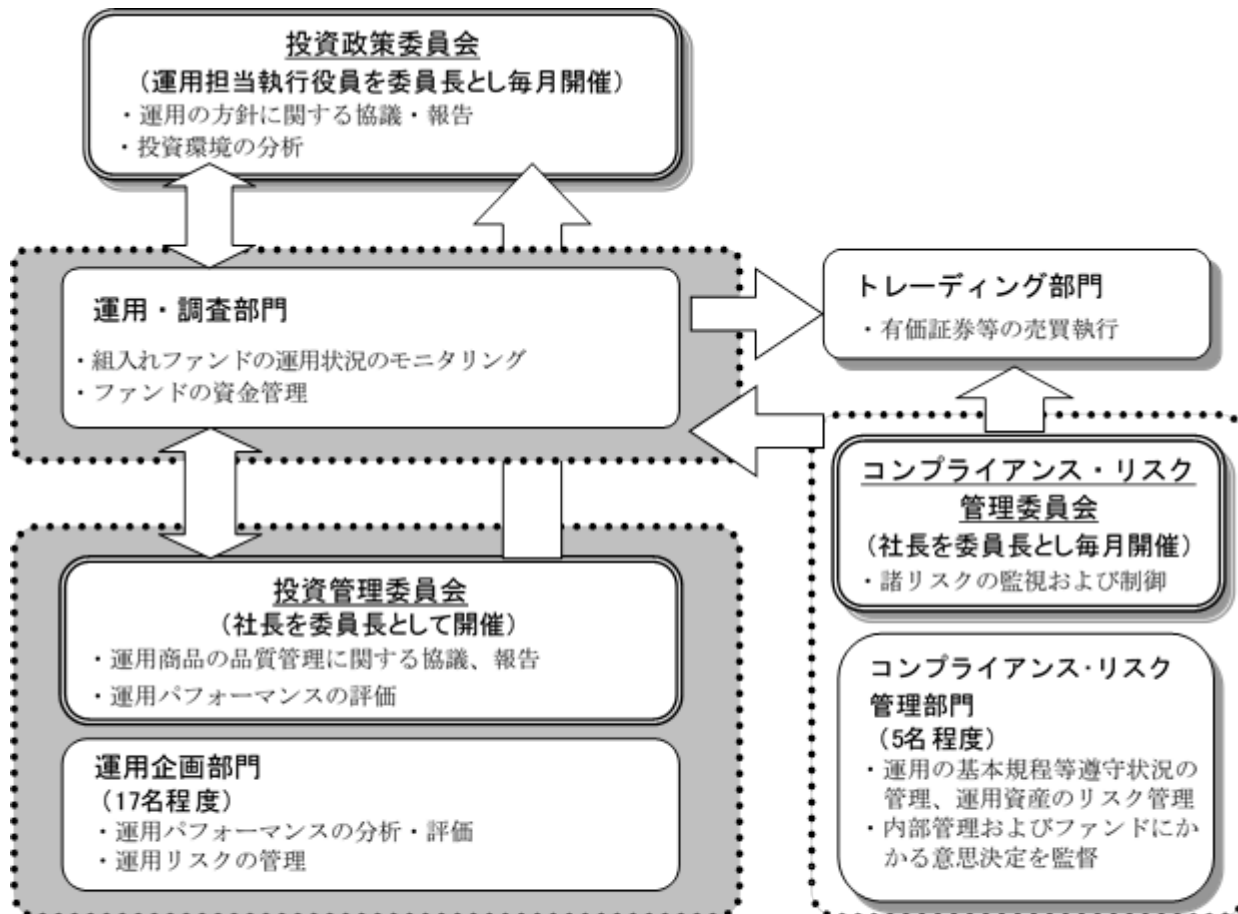 投資政策委員会
（運用担当執行役員を委員長とし毎月開催）
・運用の方針に関する協議・報告
・投資環境の分析
運用・調査部門
・組入れファンドの運用状況のモニタリング
・ファンドの資金管理
トレーディング部門
・有価証券等の売買執行
投資管理委員会
（社長を委員長として開催）
・運用商品の品質管理に関する協議、報告
・運用パフォーマンスの評価
運用企画部門
（17名程度）
・運用パフォーマンスの分析・評価
・運用リスクの管理
コンプライアンス・リスク
管理委員会
（社長を委員長とし毎月開催）
・諸リスクの監視および制御
コンプライアンス･リスク
管理部門
（5名程度）
・運用の基本規程等遵守状況の
管理、運用資産のリスク管理
・内部管理およびファンドにか
かる意思決定を監督